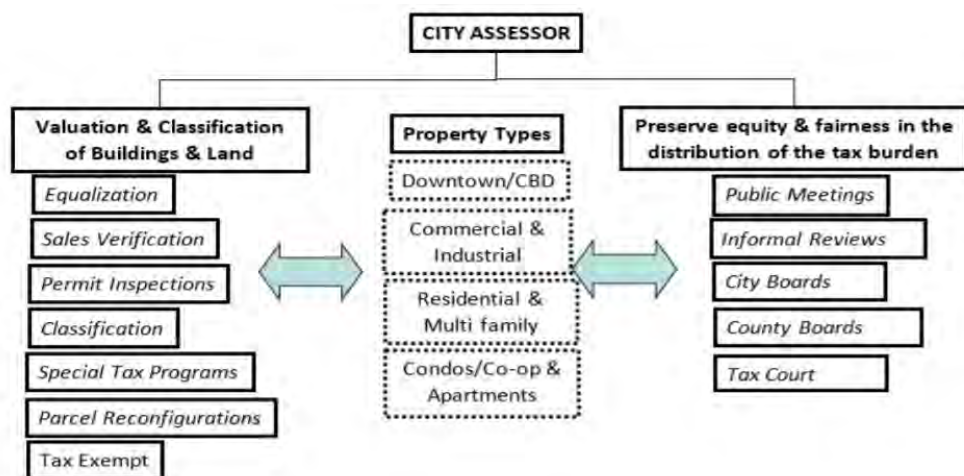 CITY ASSESSOR
Valuation & Classification
of Buildings & Land
Equalization
Sales Verification
Permit Inspections
Classification
Special Tax Programs
Parcel Reconfigurations
Tax Exempt
Property Types
Downtown/CBD
Commercial &
Industrial
Residential &
Multi family
Condos/Co-op &
Apartments
Preserve equity & fairness in the
distribution of the tax burden
Public Meetings
Informal Reviews
City Boards
County Boards
Tax Court